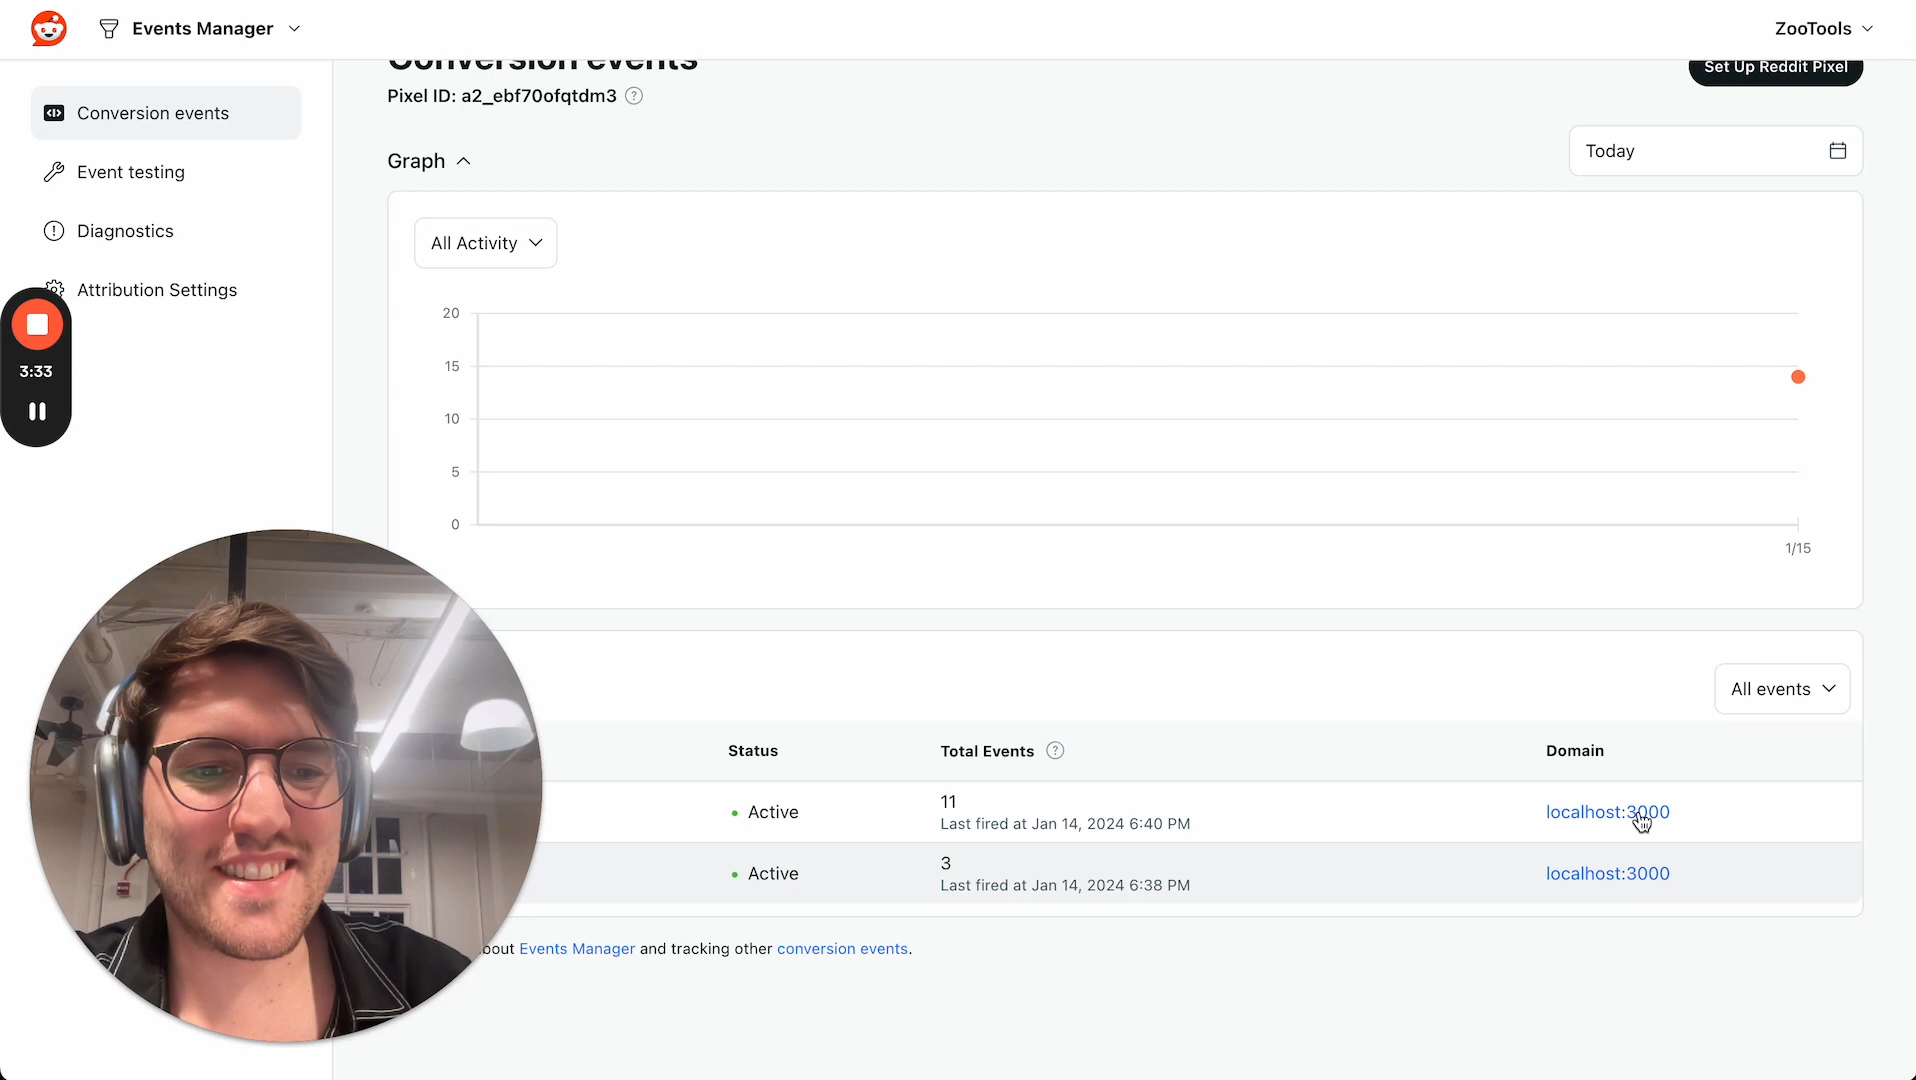 Events Manager
ZooTools
Conversion events
Set Up Reddit Pixel
Conversion events
Pixel ID: a2_ebf70ofqtdm3 ?
Event testing
Diagnostics
Attribution Settings
Graph
Today
All Activity
20
15
10
5
0
1/15
3:33
All events
Status
Total Events ?
Domain
Active
11
Last fired at Jan 14, 2024 6:40 PM
localhost:3000
Active
3
Last fired at Jan 14, 2024 6:38 PM
localhost:3000
Events Manager and tracking other conversion events.